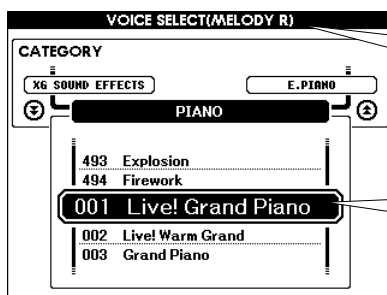 VOICE SELECT(MELODY R)
CATEGORY
XG SOUND EFFECTS
E.PIANO
PIANO
493 Explosion
494 Firework
001 Live! Grand Piano
002 Live! Warm Grand
003 Grand Piano